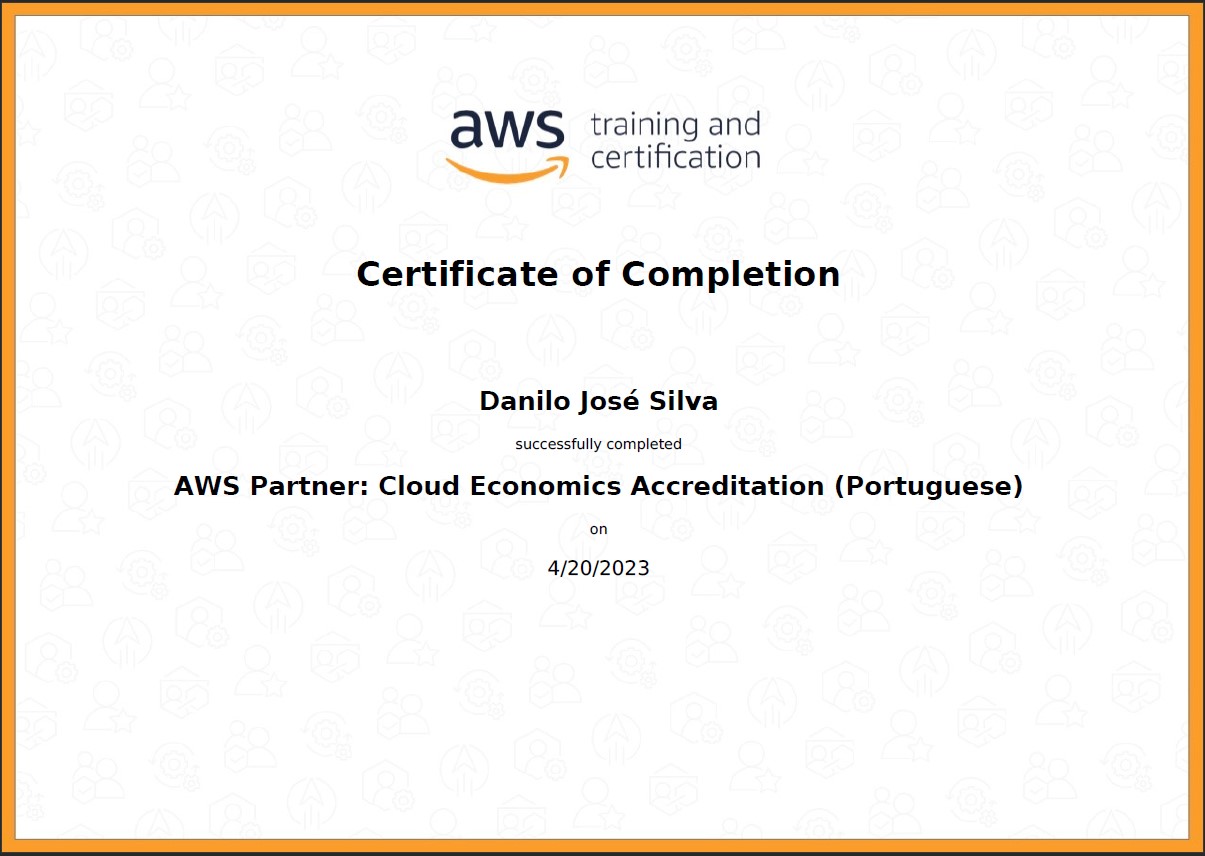 aws training and
certification
Certificate of Completion
Danilo José Silva
successfully completed
AWS Partner: Cloud Economics Accreditation (Portuguese)
on
4/20/2023